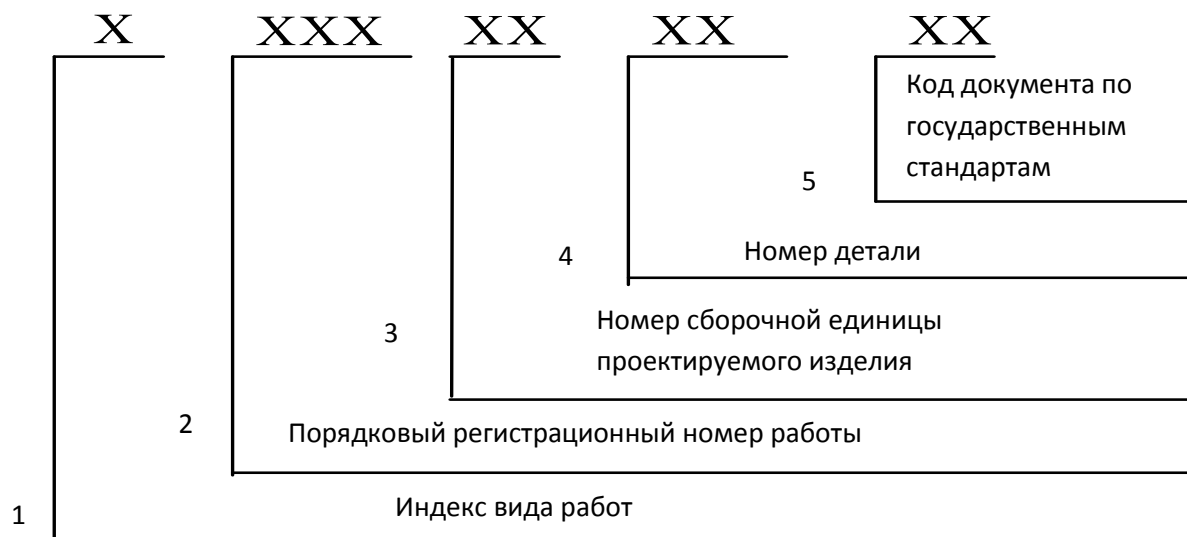 X XXX XX XX XX
Код документа по
государственным
стандартам
5
Номер детали
4
Номер сборочной единицы
проектируемого изделия
3
Порядковый регистрационный номер работы
2
Индекс вида работ
1